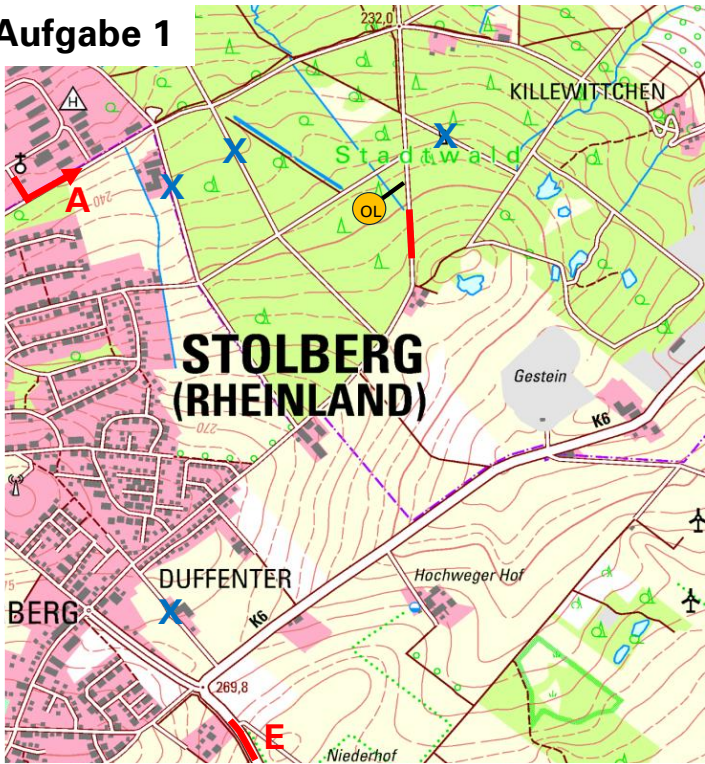 Aufgabe 1
232,0
H
KILLEWITTCHEN
X
X
Stadtwald
X
A
240
OL
STOLBERG
(RHEINLAND)
Gestein
270
K6
DUFFENTER
Hochweger Hof
X
BERG
K6
269,8
E
Niederhof